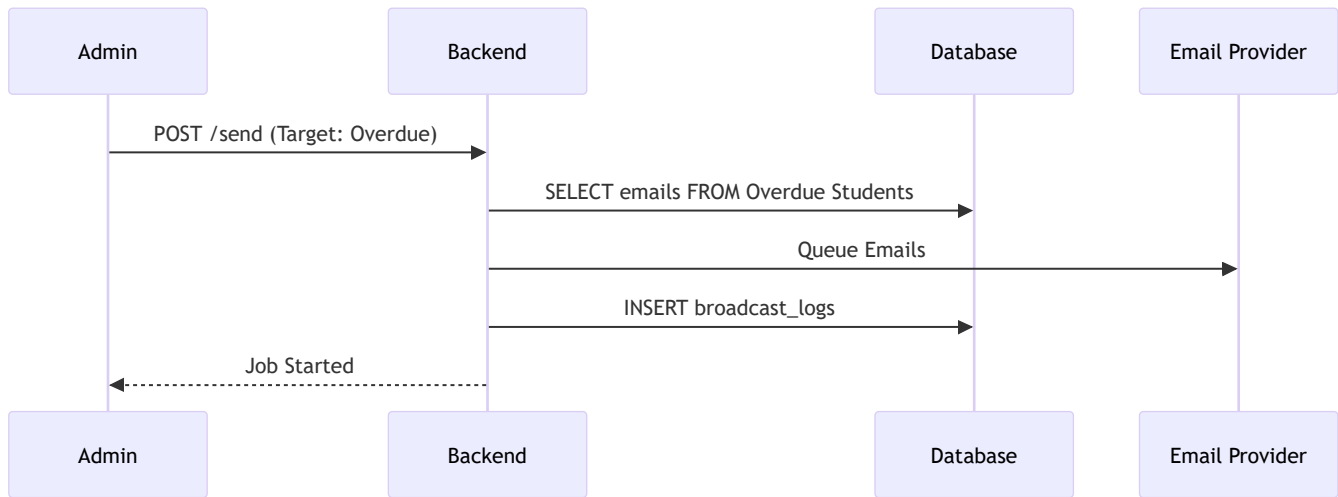 Admin
Backend
Database
Email Provider
POST /send (Target: Overdue)
SELECT emails FROM Overdue Students
Queue Emails
INSERT broadcast_logs
Job Started
Admin
Backend
Database
Email Provider